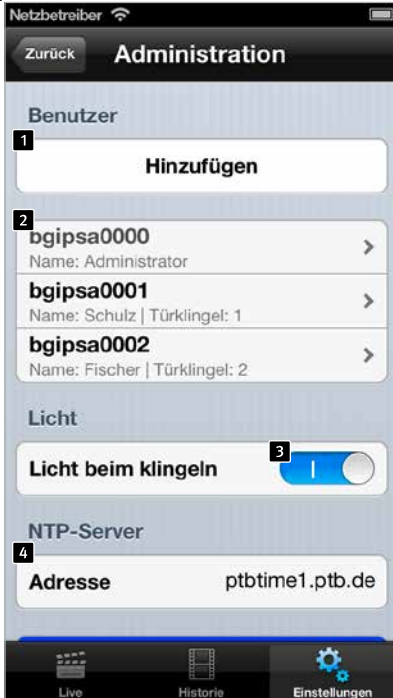 Netzbetreiber
Zurück
Administration
Benutzer
1
Hinzufügen
2
bgipsa0000
Name: Administrator
bgipsa0001
Name: Schulz | Türklingel: 1
bgipsa0002
Name: Fischer | Türklingel: 2
Licht
3
Licht beim klingeln
NTP-Server
4
Adresse ptbtime1.ptb.de
Live Historie Einstellungen